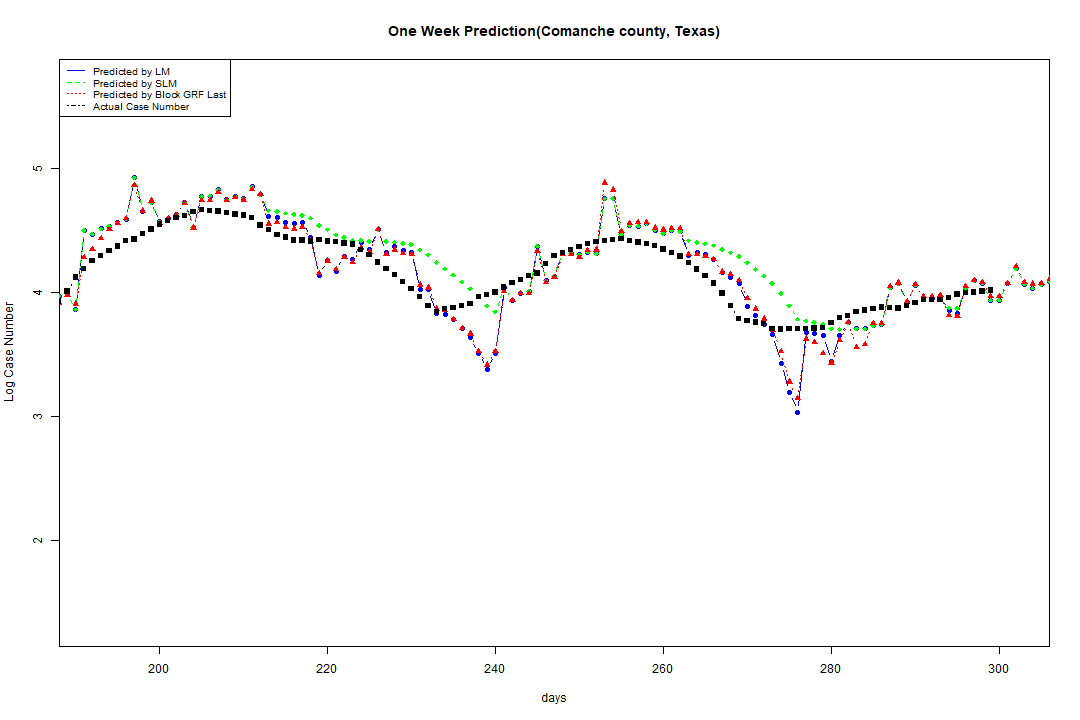 One Week Prediction(Comanche county, Texas)
Predicted by LM
Predicted by SLM
Predicted by Block GRF Last
Actual Case Number
5
4
3
2
Log Case Number
200 220 240 260 280 300
days